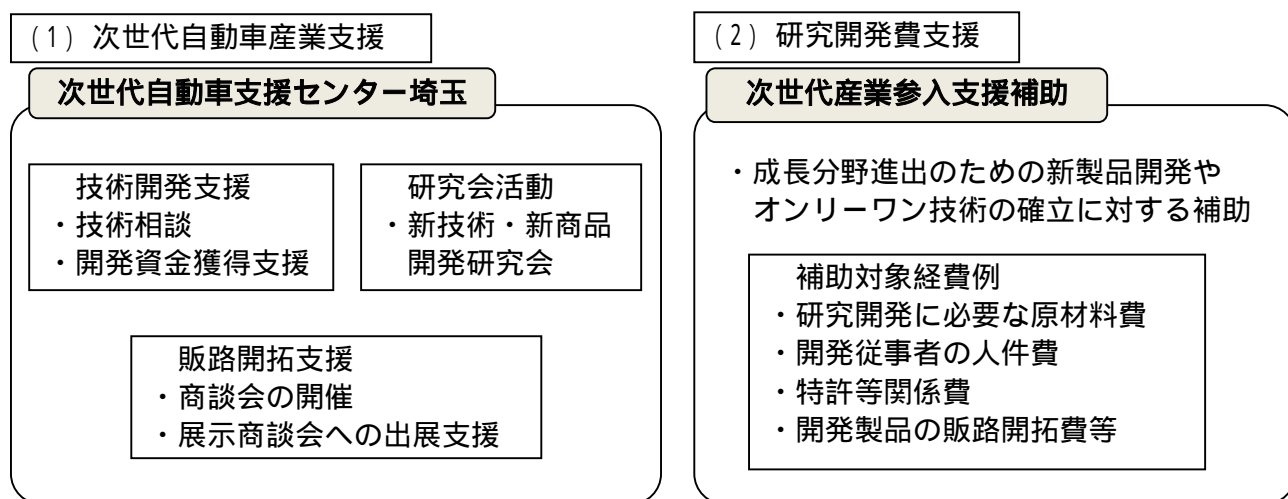 (1) 次世代自動車産業支援
次世代自動車支援センター埼玉
技術開発支援
・技術相談
・開発資金獲得支援
研究会活動
・新技術・新商品
開発研究会
販路開拓支援
・商談会の開催
・展示商談会への出展支援
(2) 研究開発費支援
次世代産業参入支援補助
・成長分野進出のための新製品開発や
オンリーワン技術の確立に対する補助
補助対象経費例
・研究開発に必要な原材料費
・開発従事者の人件費
・特許等関係費
・開発製品の販路開拓費等